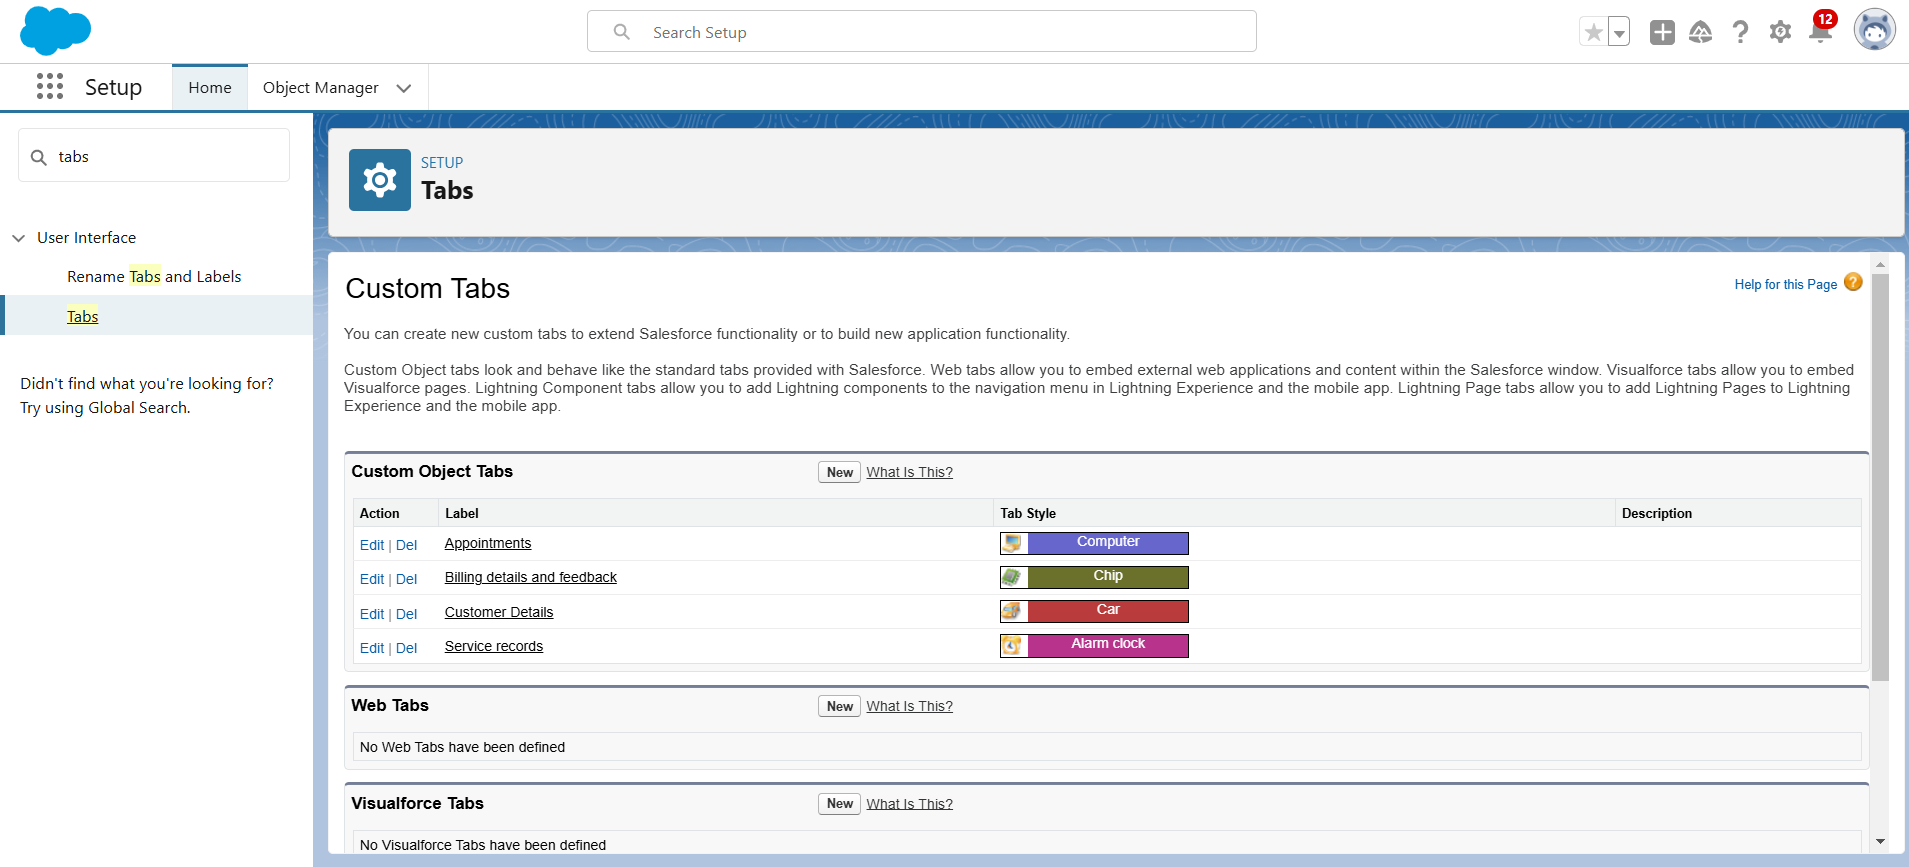 Search Setup
12
Setup
Home
Object Manager
tabs
User Interface
Rename Tabs and Labels
Tabs
Didn't find what you're looking for?
Try using Global Search.
SETUP
Tabs
Custom Tabs
Help for this Page ?
You can create new custom tabs to extend Salesforce functionality or to build new application functionality.
Custom Object tabs look and behave like the standard tabs provided with Salesforce. Web tabs allow you to embed external web applications and content within the Salesforce window. Visualforce tabs allow you to embed
Visualforce pages. Lightning Component tabs allow you to add Lightning components to the navigation menu in Lightning Experience and the mobile app. Lightning Page tabs allow you to add Lightning Pages to Lightning
Experience and the mobile app.
Custom Object Tabs New What Is This?
Action Label Tab Style Description
Edit | Del Appointments Computer
Edit | Del Billing details and feedback Chip
Edit | Del Customer Details Car
Edit | Del Service records Alarm clock
Web Tabs New What Is This?
No Web Tabs have been defined
Visualforce Tabs New What Is This?
No Visualforce Tabs have been defined